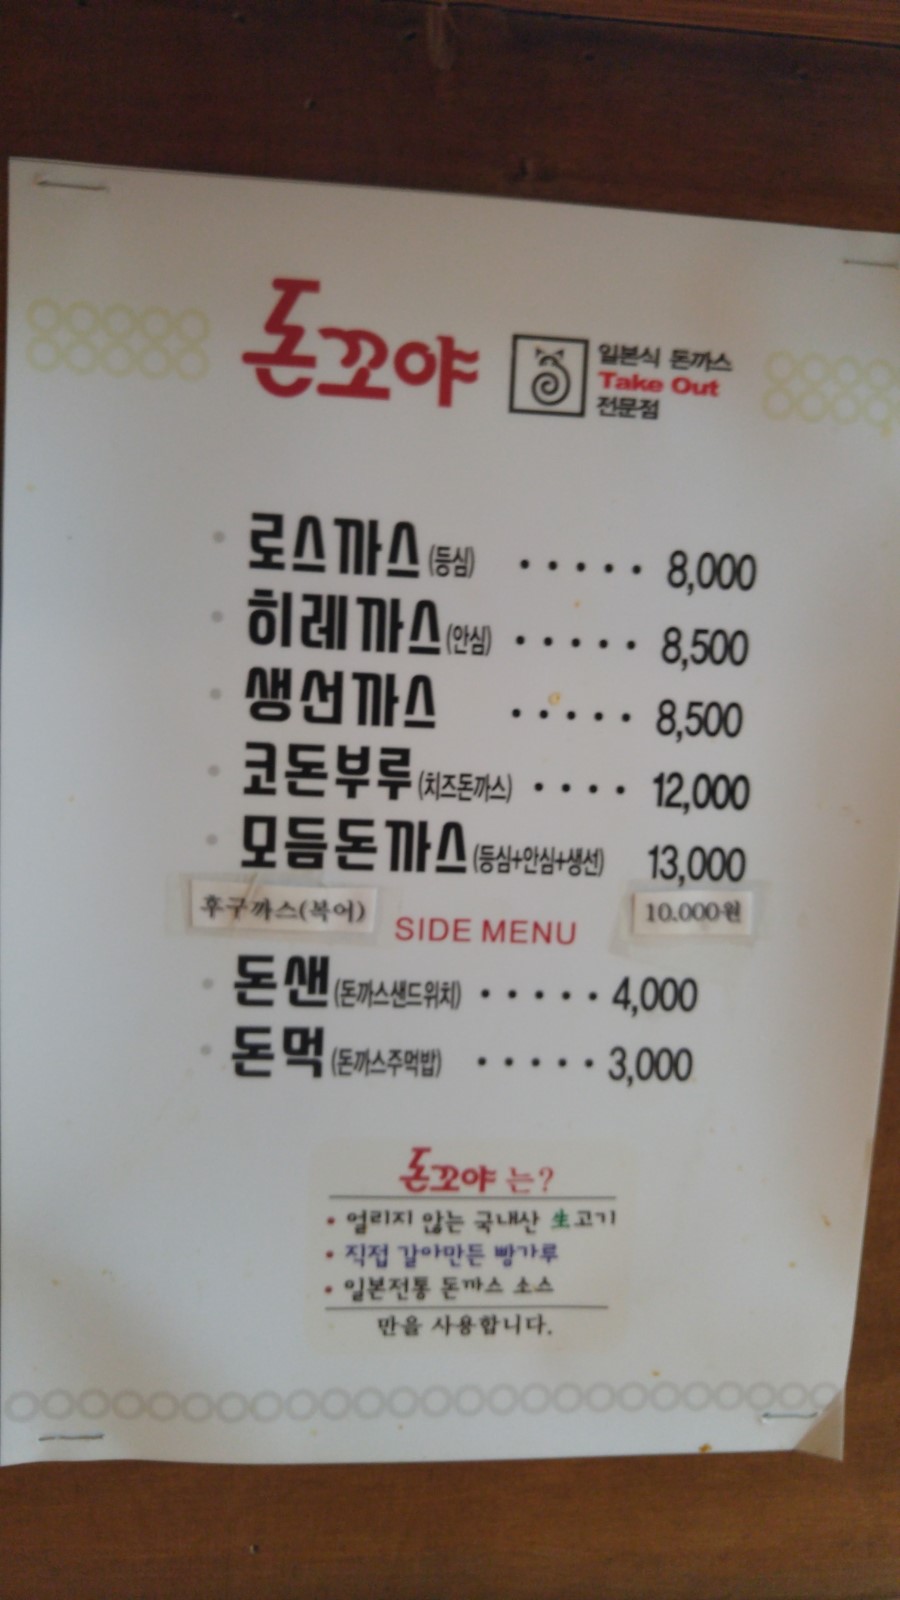 돈꼬야
일본식 돈까스
Take Out
전문점
로스까스(등심) ····· 8,000
히레까스(안심) ····· 8,500
생선까스 ····· 8,500
코돈부루(치즈돈까스) ···· 12,000
모듬돈까스(등심+안심+생선) 13,000
후구까스(복어) 10.000원
SIDE MENU
돈샌(돈까스샌드위치) ····· 4,000
돈먹(돈까스주먹밥) ····· 3,000
돈꼬야 는?
• 얼리지 않는 국내산 生고기
• 직접 갈아만든 빵가루
• 일본전통 돈까스 소스
만을 사용합니다.